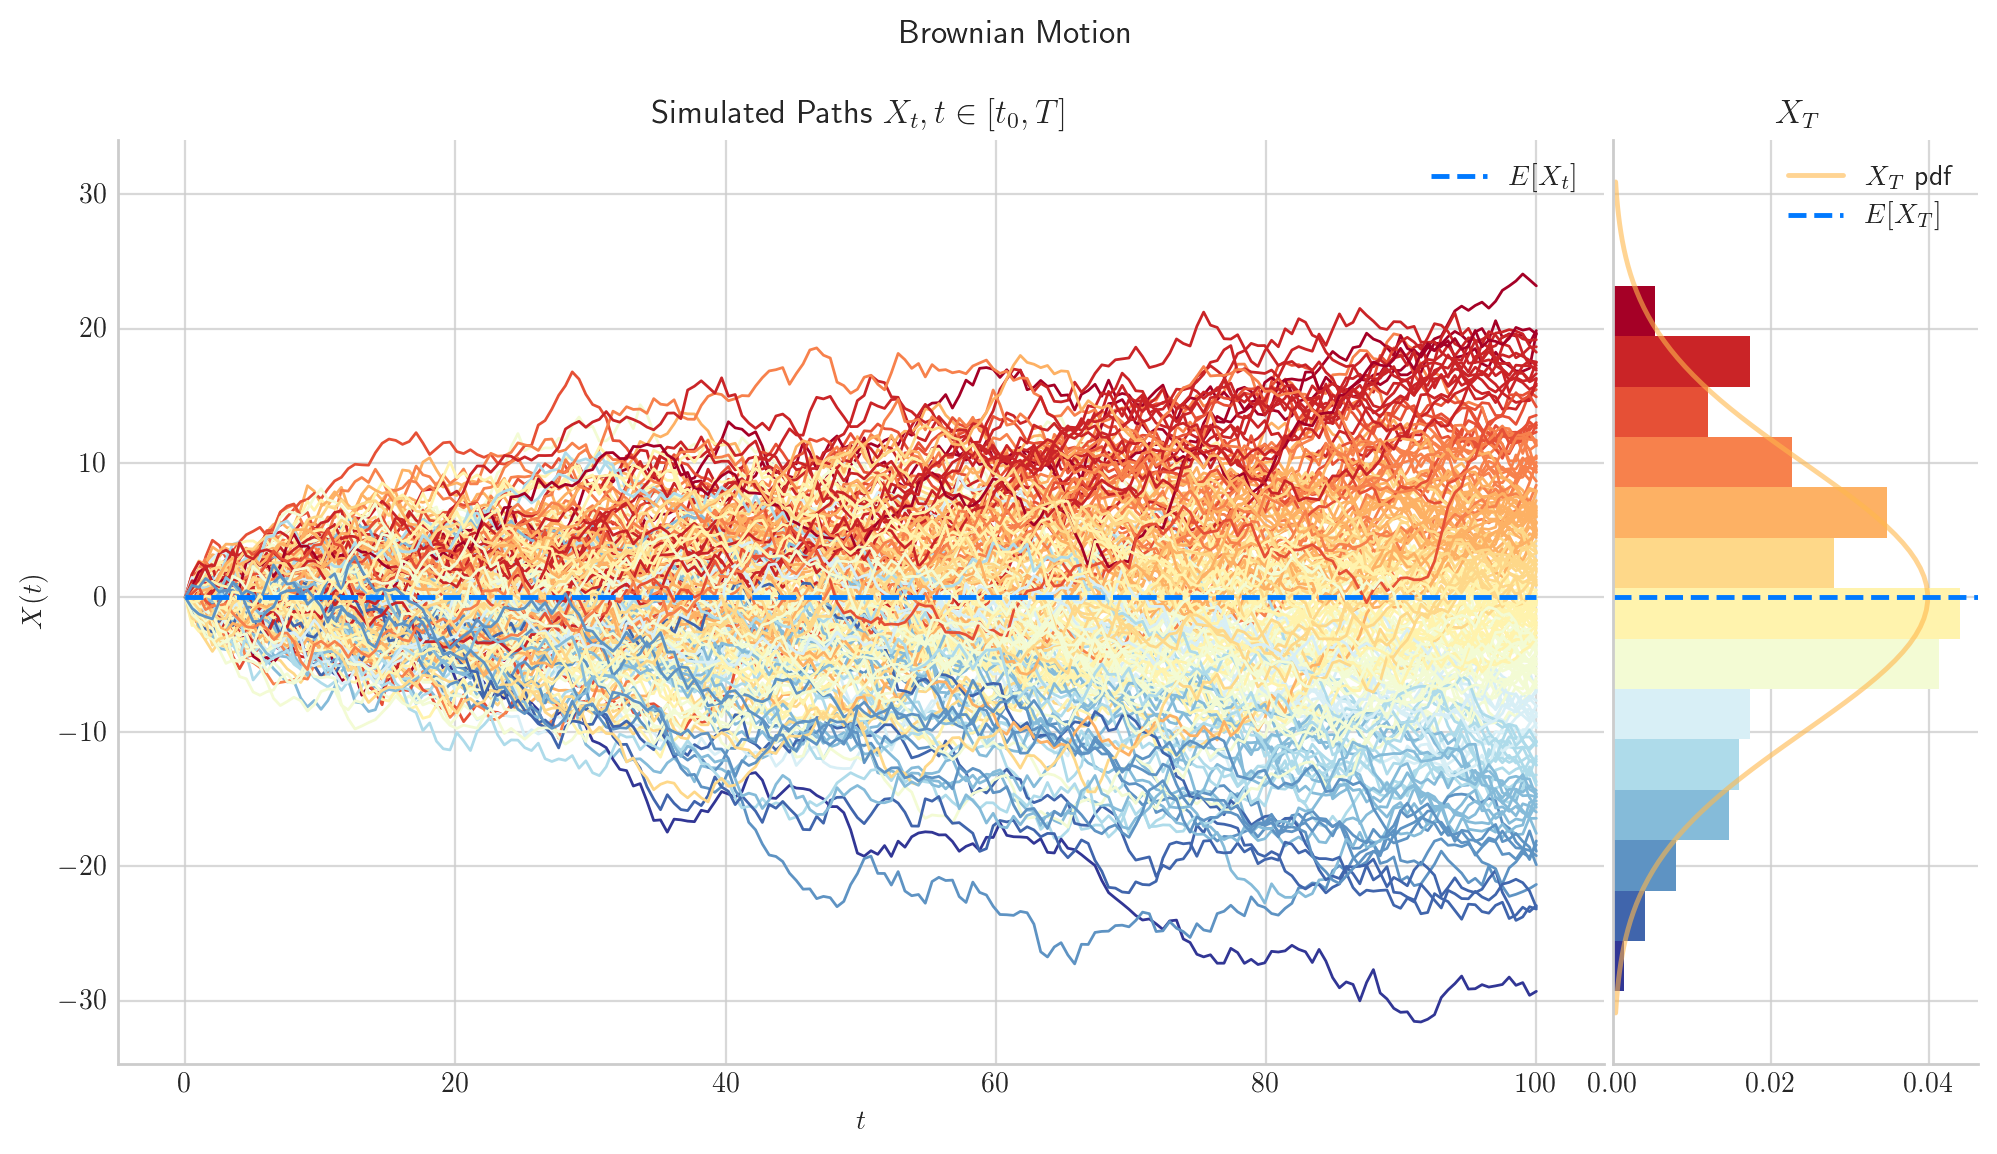 Brownian Motion
Simulated Paths $X_t, t \in [t_0, T]$
$X_T$
$E[X_t]$
$X_T$ pdf
$E[X_T]$
30
20
10
0
−10
−20
−30
$X(t)$
0 20 40 60 80 100
0.00 0.02 0.04
$t$